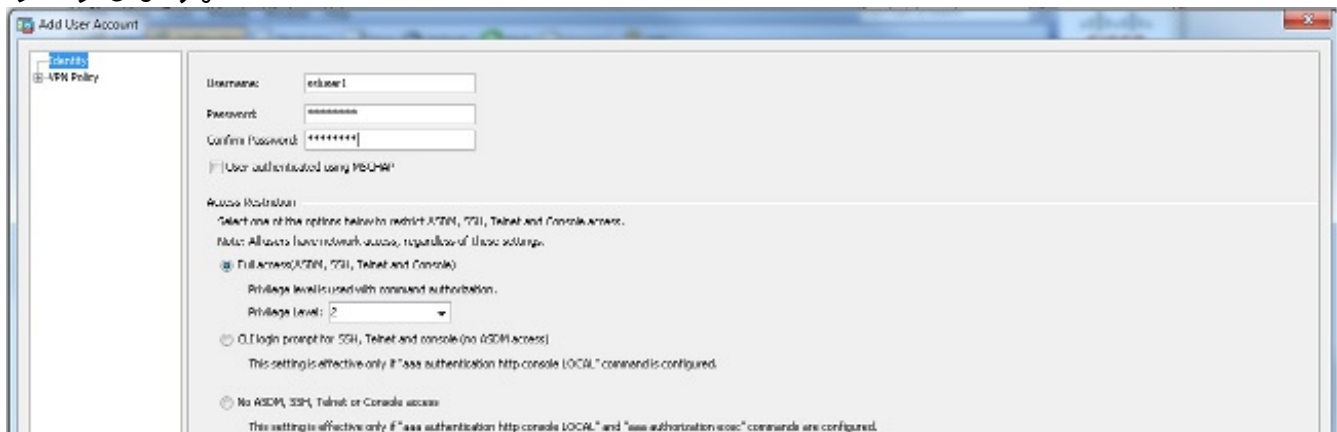 Add User Account
Identity
VPN Policy
Username:
Password: ********
Confirm Password: ********
User authenticated using MSCHAP
Access Restriction
Select one of the options below to restrict ASDM, SSH, Telnet and Console access.
Note: All users have network access, regardless of these settings.
Full access(ASDM, SSH, Telnet and Console)
Privilege level is used with command authorization.
Privilege Level: 2
CLI login prompt for SSH, Telnet and console (no ASDM access)
This setting is effective only if "aaa authentication http console LOCAL" command is configured.
No ASDM, SSH, Telnet or Console access
This setting is effective only if "aaa authentication http console LOCAL" and "aaa authorization exec" commands are configured.